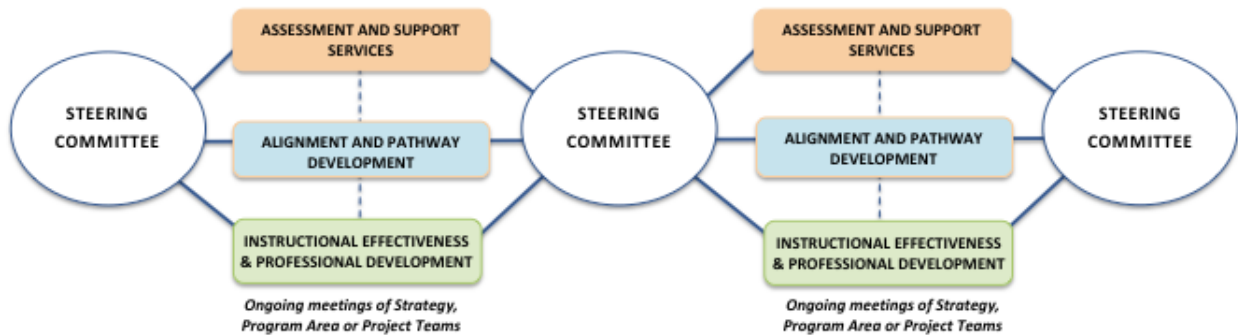 ASSESSMENT AND SUPPORT
SERVICES
ASSESSMENT AND SUPPORT
SERVICES
STEERING
COMMITTEE
STEERING
COMMITTEE
STEERING
COMMITTEE
ALIGNMENT AND PATHWAY
DEVELOPMENT
ALIGNMENT AND PATHWAY
DEVELOPMENT
INSTRUCTIONAL EFFECTIVENESS
& PROFESSIONAL DEVELOPMENT
INSTRUCTIONAL EFFECTIVENESS
& PROFESSIONAL DEVELOPMENT
Ongoing meetings of Strategy,
Program Area or Project Teams
Ongoing meetings of Strategy,
Program Area or Project Teams